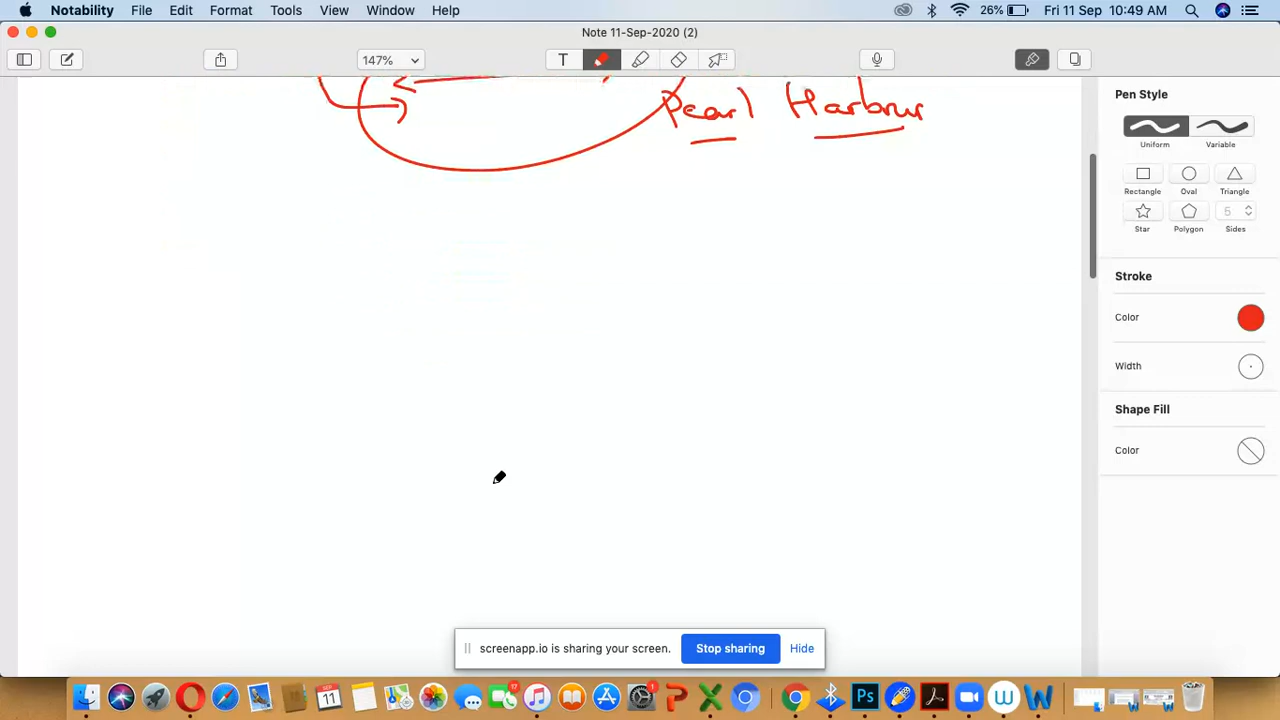 Notability File Edit Format Tools View Window Help 26% Fri 11 Sep 10:49 AM
Note 11-Sep-2020 (2)
147% T
Pen Style
Pearl Harbour
Uniform Variable
Rectangle Oval Triangle
5
Star Polygon Sides
Stroke
Color
Width
Shape Fill
Color
screenapp.io is sharing your screen. Stop sharing Hide